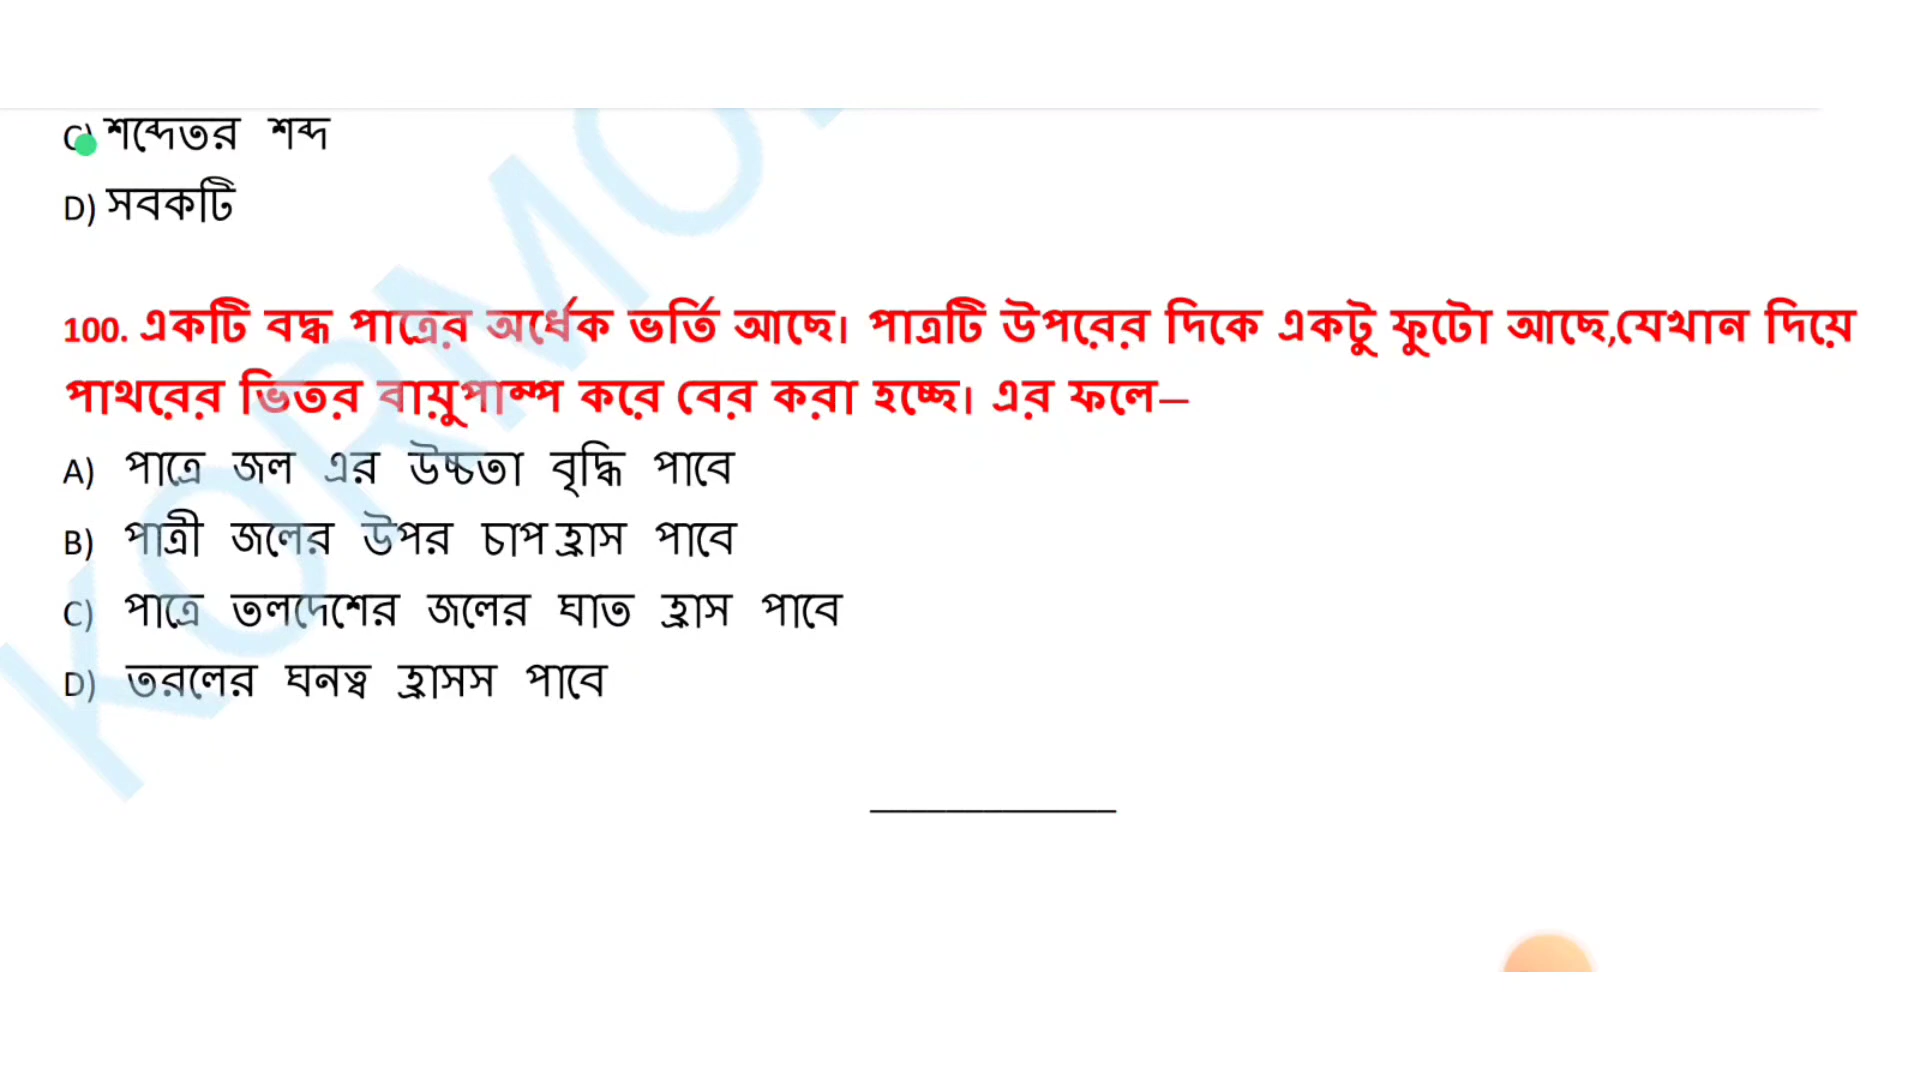 C) শব্দেতর শব্দ
D) সবকটি
100. একটি বদ্ধ পাত্রের অর্ধেক ভর্তি আছে। পাত্রটি উপরের দিকে একটু ফুটো আছে,যেখান দিয়ে
পাথরের ভিতর বায়ুপাম্প করে বের করা হচ্ছে। এর ফলে—
A) পাত্রে জল এর উচ্চতা বৃদ্ধি পাবে
B) পাত্রী জলের উপর চাপ হ্রাস পাবে
C) পাত্রে তলদেশের জলের ঘাত হ্রাস পাবে
D) তরলের ঘনত্ব হ্রাসস পাবে